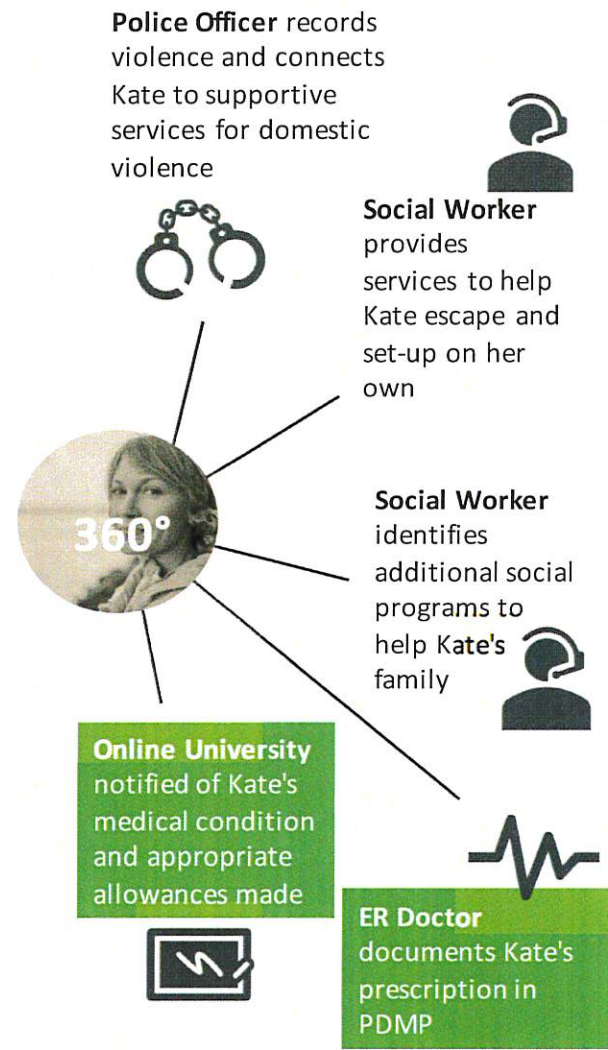 Police Officer records
violence and connects
Kate to supportive
services for domestic
violence
Social Worker
provides
services to help
Kate escape and
set-up on her
own
360°
Social Worker
identifies
additional social
programs to
help Kate's
family
Online University
notified of Kate's
medical condition
and appropriate
allowances made
ER Doctor
documents Kate's
prescription in
PDMP